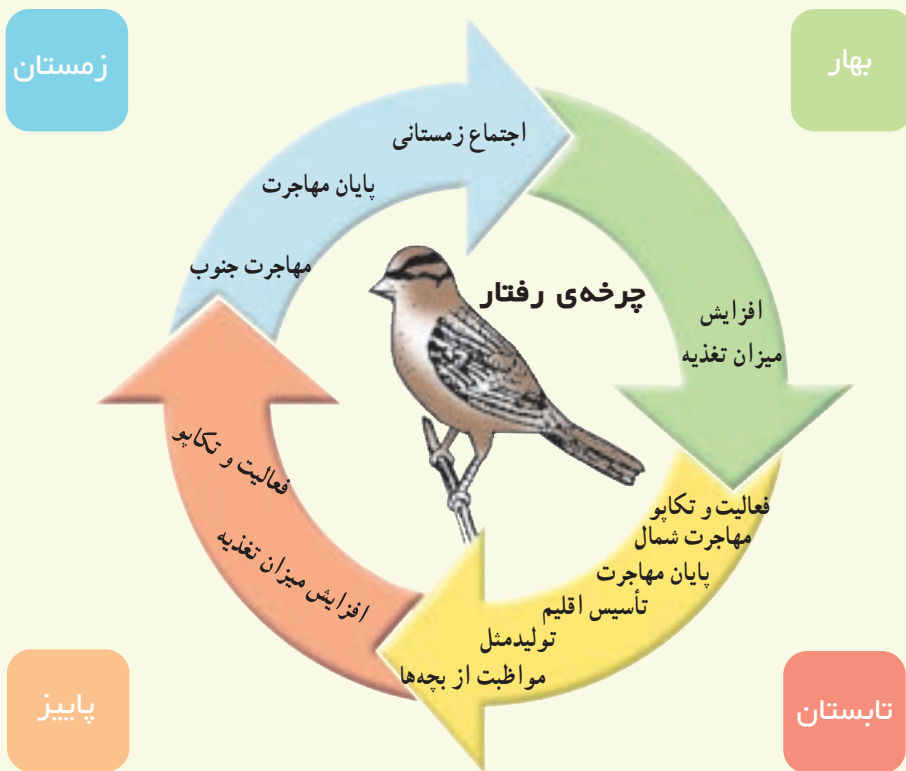 بهار
زمستان
اجتماع زمستانی
پایان مهاجرت
مهاجرت جنوب
چرخه‌ی رفتار
افزایش
میزان تغذیه
فعالیت و تکاپو
مهاجرت شمال
پایان مهاجرت
تأسیس اقلیم
تولیدمثل
مواظبت از بچه‌ها
افزایش میزان تغذیه
فعالیت و تکاپو
تابستان
پاییز